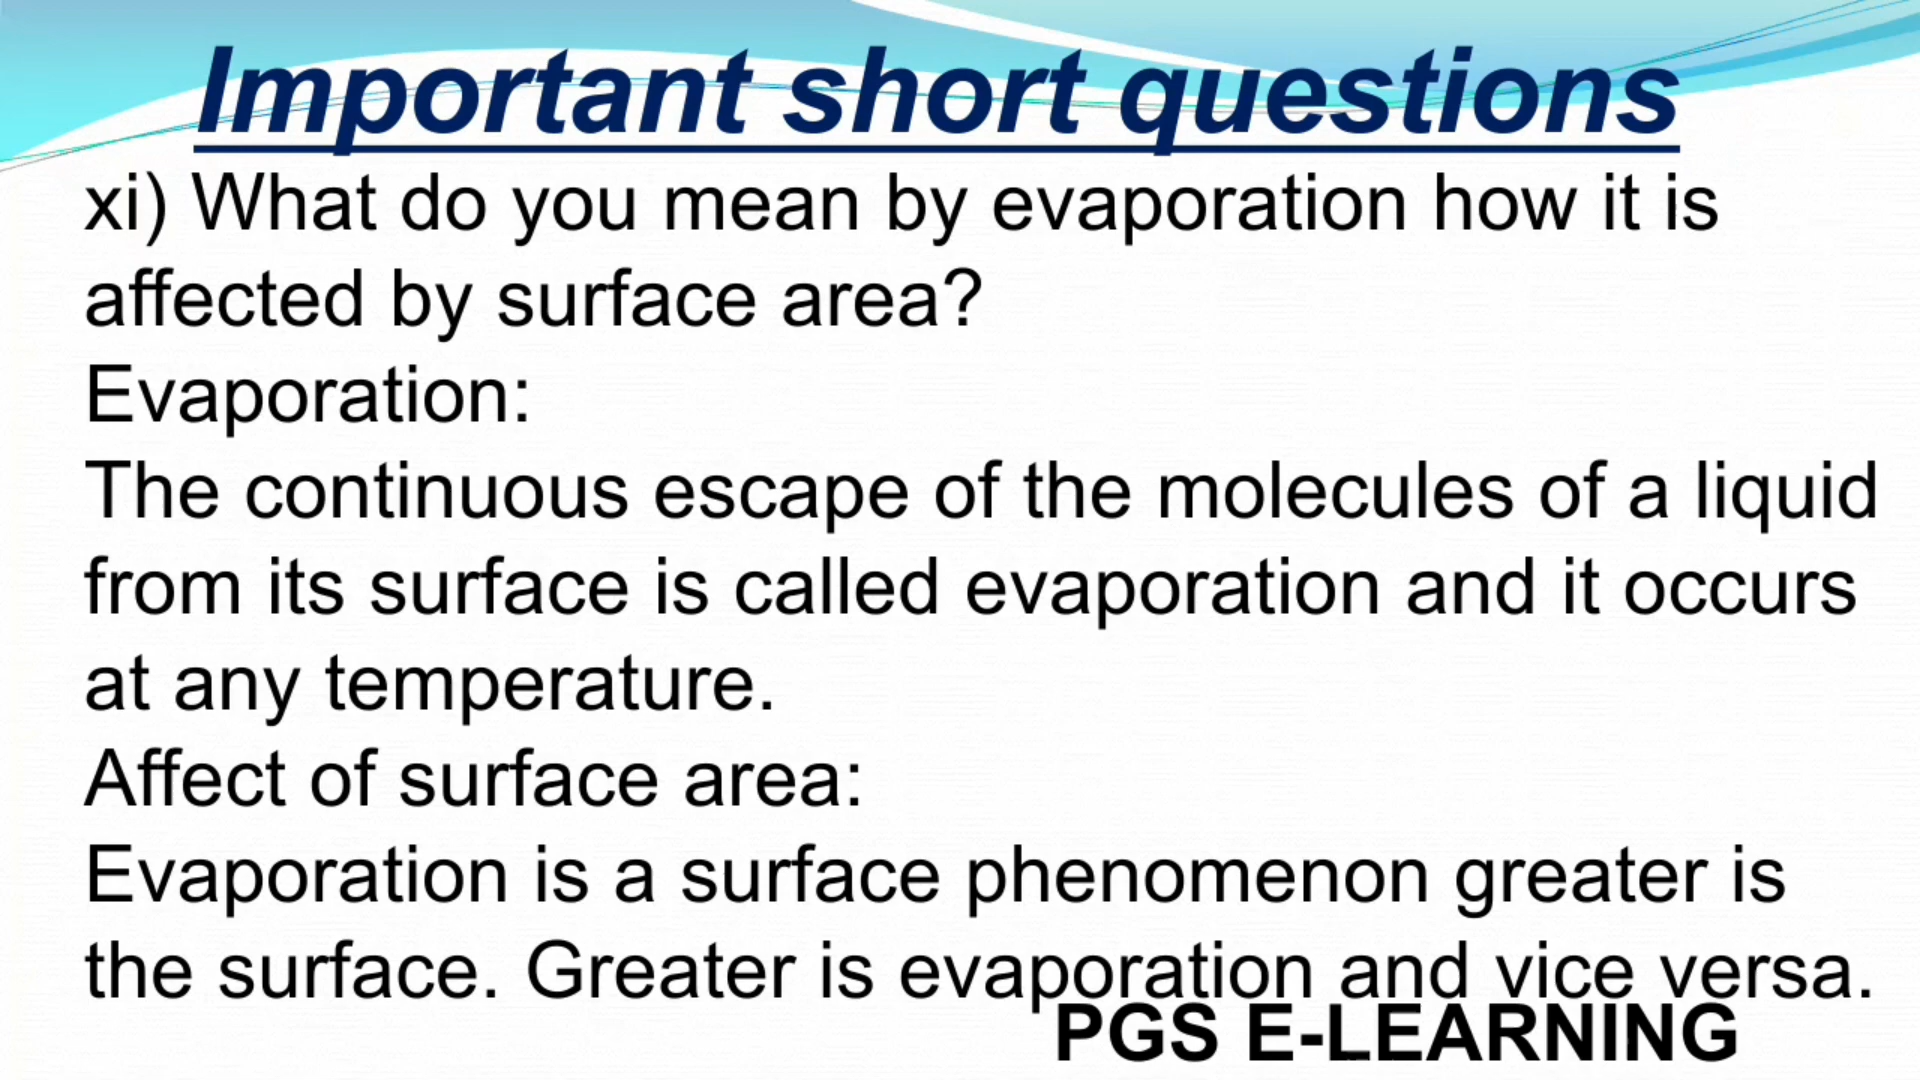 Important short questions
xi) What do you mean by evaporation how it is
affected by surface area?
Evaporation:
The continuous escape of the molecules of a liquid
from its surface is called evaporation and it occurs
at any temperature.
Affect of surface area:
Evaporation is a surface phenomenon greater is
the surface. Greater is evaporation and vice versa.
PGS E-LEARNING